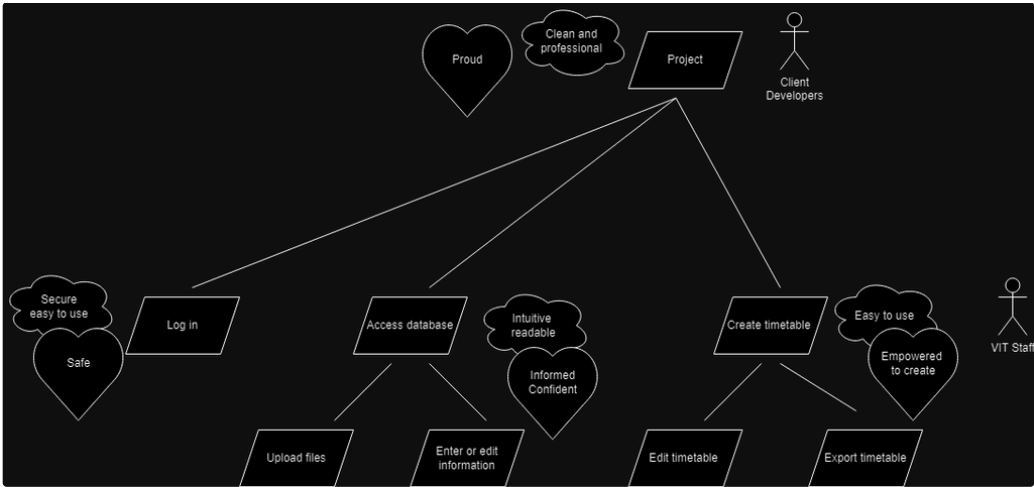 Proud
Clean and
professional
Project
Client
Developers
Secure
easy to use
Safe
Log in
Access database
Intuitive
readable
Informed
Confident
Create timetable
Easy to use
Empowered
to create
VIT Staff
Upload files
Enter or edit
information
Edit timetable
Export timetable